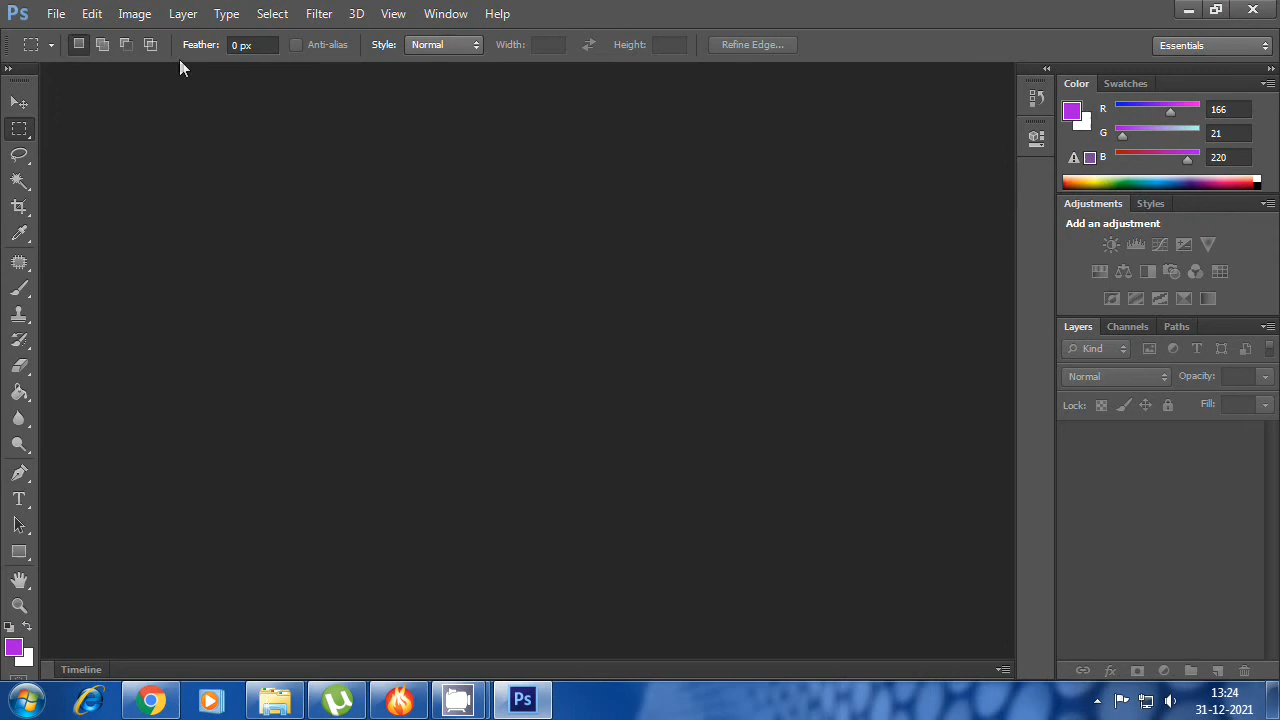 Ps File Edit Image Layer Type Select Filter 3D View Window Help
Feather: 0 px Anti-alias Style: Normal Width: Height: Refine Edge... Essentials
Color Swatches
R 166
G 21
B 220
Adjustments Styles
Add an adjustment
Layers Channels Paths
Kind
Normal Opacity:
Lock: Fill:
T
Timeline
Ps
13:24
31-12-2021